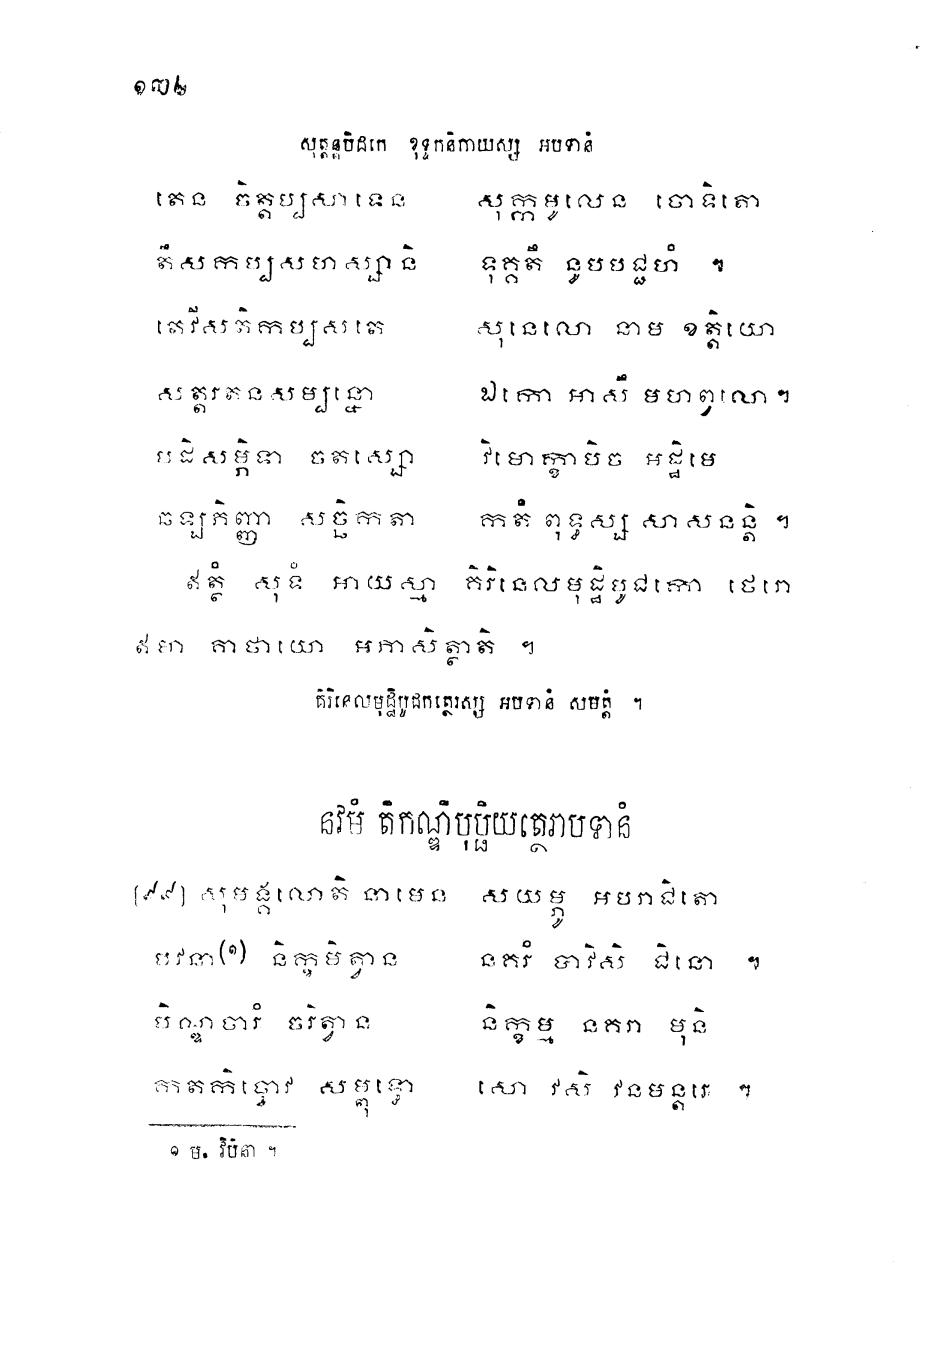 ១៧២
សុត្តន្តបិដកេ ខុទ្ទកនិកាយស្ស អបទានំ
តេន ចិត្តប្បសាទេន សុក្កមូលេន ចោទិតោ
តឹសកប្បសហស្សានិ ទុគ្គតឹ នូបបជ្ជហំ ។
តេវីសតិកប្បសតេ សុនេលោ នាម ខត្តិយោ
សត្តរតនសម្បន្នោ ឯកោ អាសឹ មហព្វលោ ។
បដិសម្ភិទា ចតស្សោ វិមោក្ខាបិច អដ្ឋិមេ
ឆឡភិញ្ញា សច្ឆិកតា កតំ ពុទ្ធស្ស សាសនន្តិ ។
ឥត្ថំ សុទំ អាយស្មា គិរិនេលមុដ្ឋិបូជកោ ថេរោ
ឥមា គាថាយោ អភាសិត្ថាតិ ។
គិរិនេលមុដ្ឋិបូជកត្ថេរស្ស អបទានំ សមត្តំ ។
នវមំ តិកណ្ឌិបុប្ផិយត្ថេរាបទានំ
[៩៩] សុមង្គលោតិ នាមេន សយម្ភូ អបរាជិតោ
បវនា(១) និក្ខមិត្វាន នគរំ បាវិសិ ជិនោ ។
បិណ្ឌចារំ ចរិត្វាន និក្ខម្ម នគរា មុនិ
កតកិច្ចោវ សម្ពុទ្ធោ សោ វសិ វនមន្តរេ ។
១ ម. វិបិនា ។